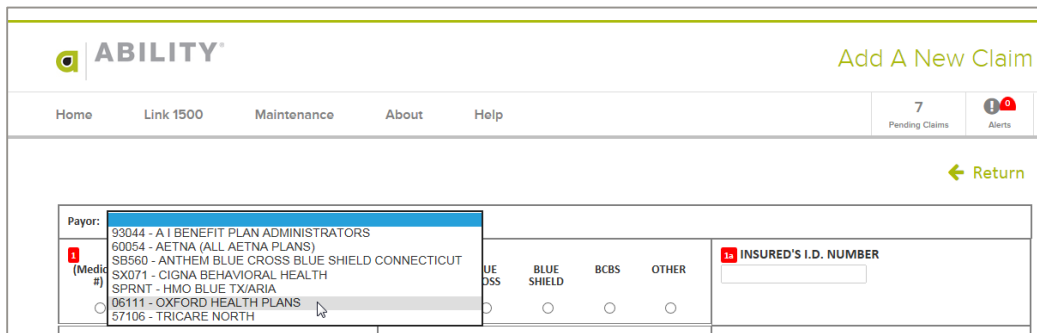 a ABILITY®
Add A New Claim
Home Link 1500 Maintenance About Help
7
Pending Claims
0
Alerts
Return
Payor:
93044 - A I BENEFIT PLAN ADMINISTRATORS
60054 - AETNA (ALL AETNA PLANS)
SB560 - ANTHEM BLUE CROSS BLUE SHIELD CONNECTICUT
SX071 - CIGNA BEHAVIORAL HEALTH
SPRNT - HMO BLUE TX/ARIA
06111 - OXFORD HEALTH PLANS
57106 - TRICARE NORTH
1
(Medic
#)
UE
OSS
BLUE
SHIELD
BCBS
OTHER
1a INSURED'S I.D. NUMBER